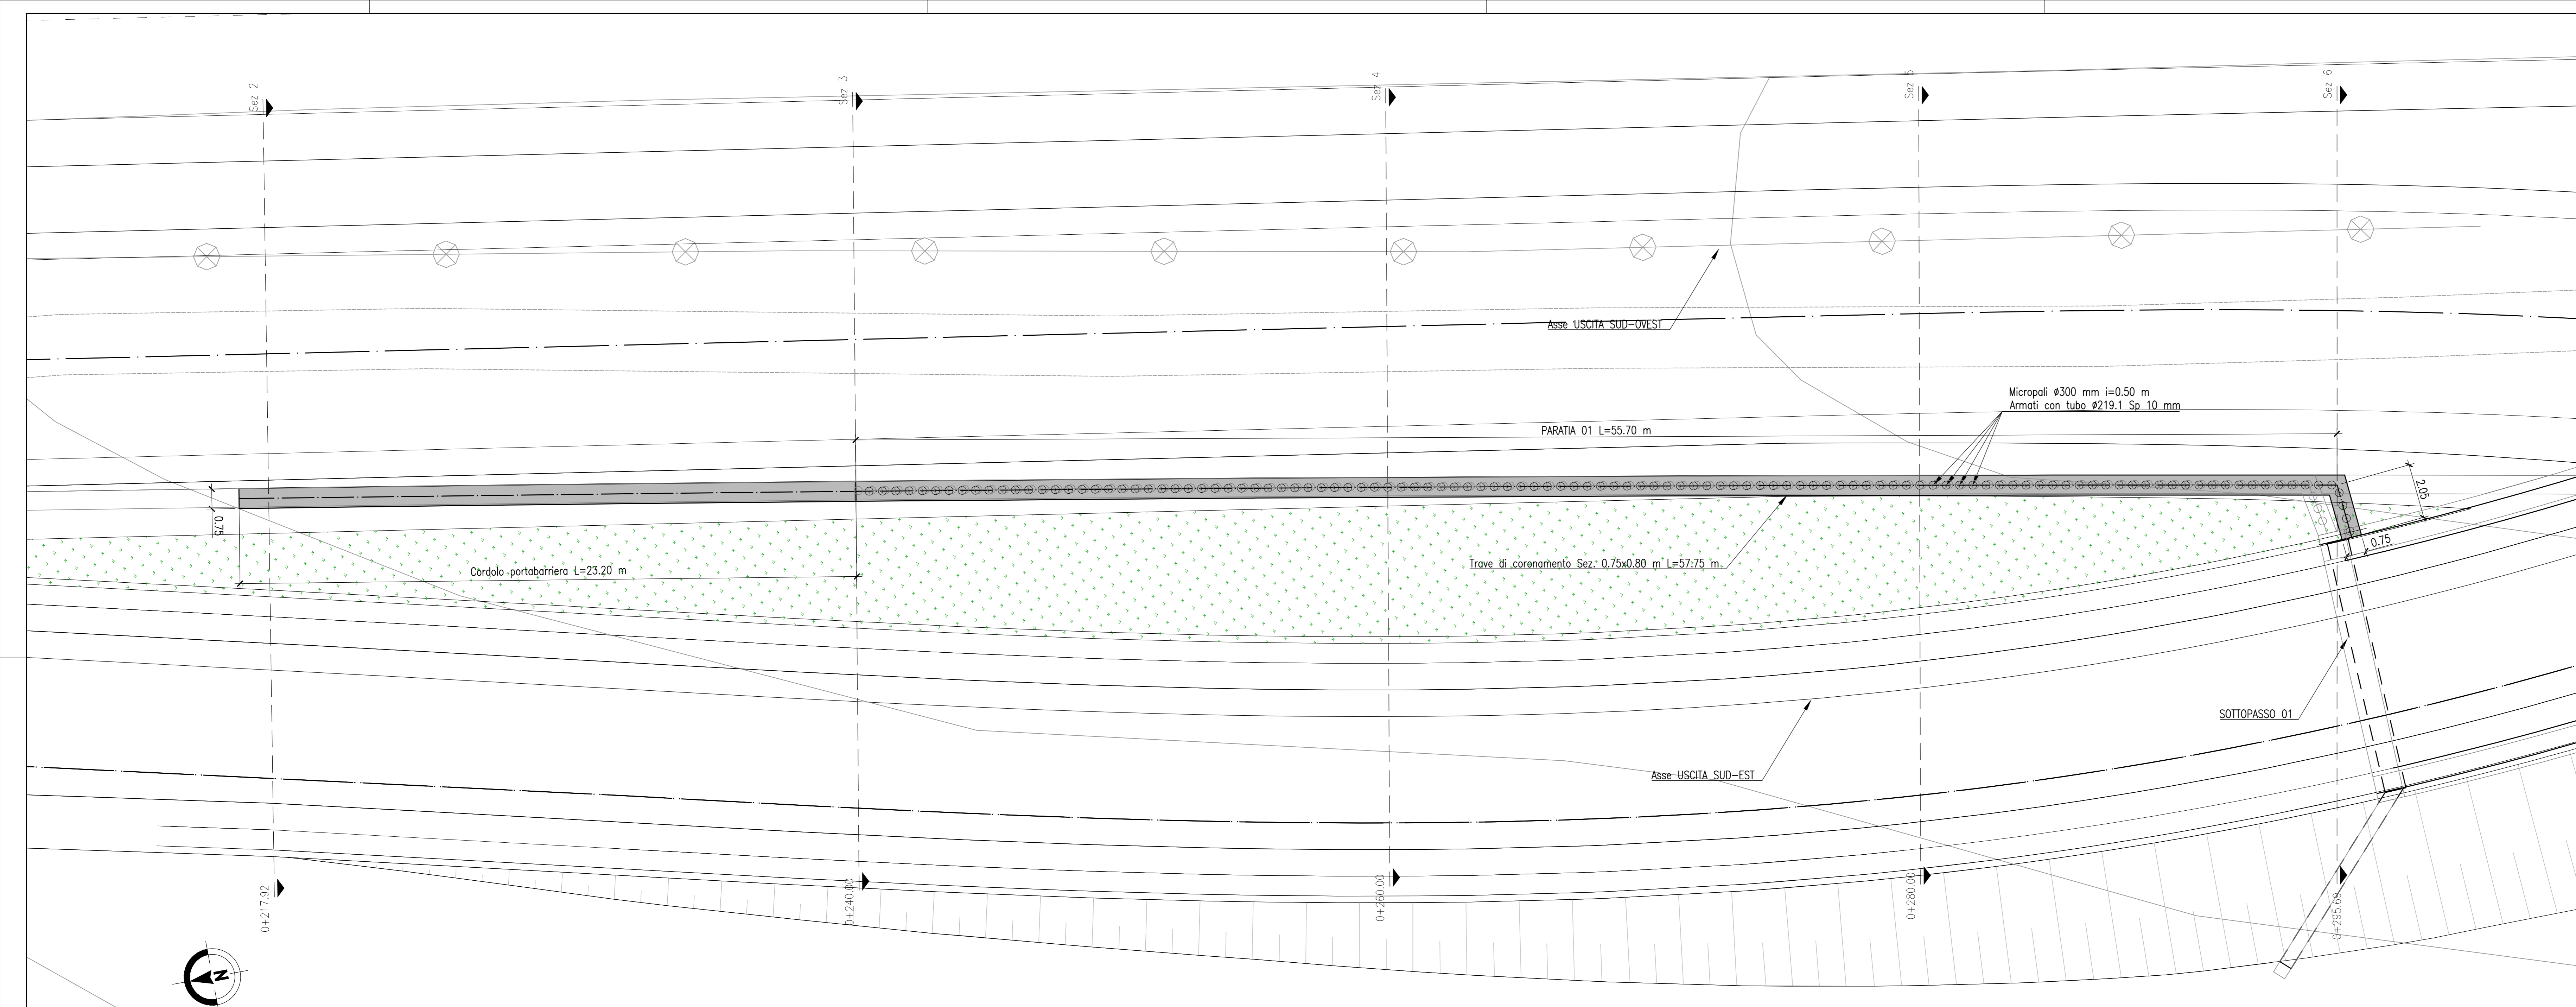 Sez 2
Sez 3
Sez 4
Sez 5
Sez 6
Asse USCITA SUD-OVEST
Micropali Ø300 mm i=0.50 m
Armati con tubo Ø219.1 Sp 10 mm
PARATIA 01 L=55.70 m
2.05
0.75
0.75
Cordolo portabarriera L=23.20 m
Trave di coronamento Sez. 0.75x0.80 m L=57.75 m
SOTTOPASSO 01
Asse USCITA SUD-EST
0+217.92
0+240.00
0+260.00
0+280.00
0+295.69
N